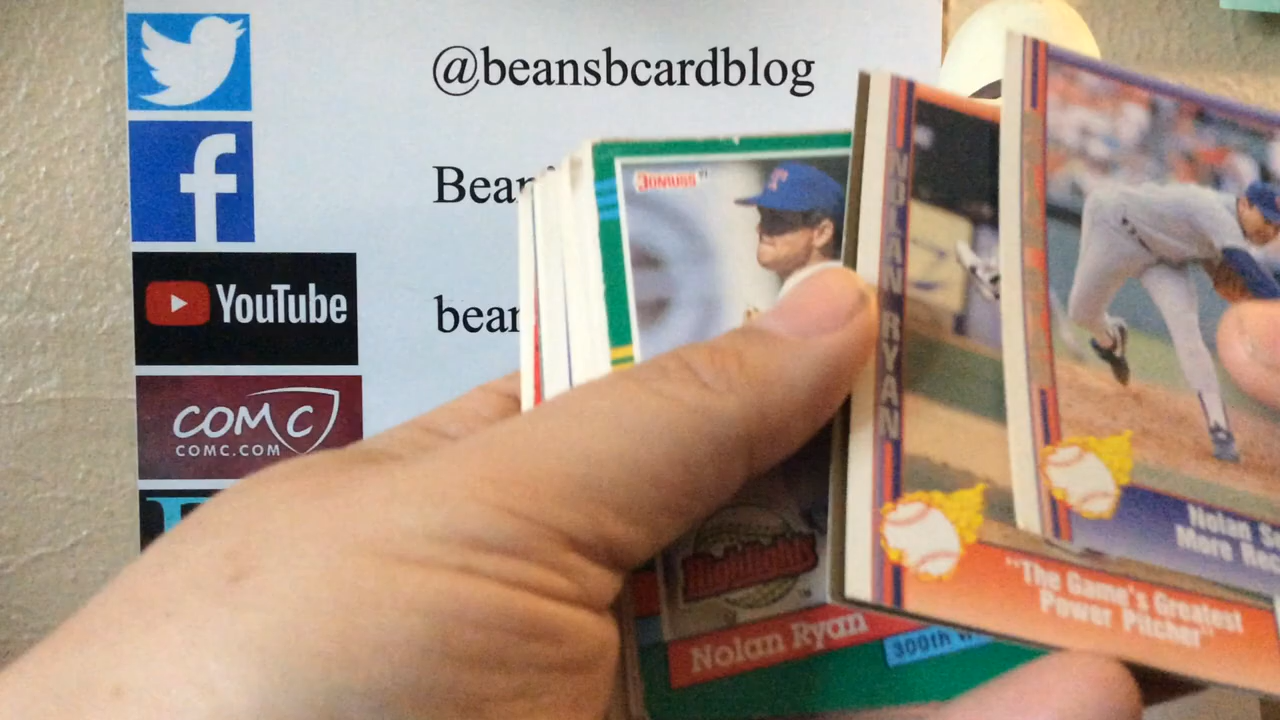 @beansbcardblog
Bean
YouTube
bean
COMC
COMC.COM
DONRUSS
NOLAN RYAN
Highlights
Nolan Ryan
300th
"The Game's Greatest
Power Pitcher"
Nolan
More